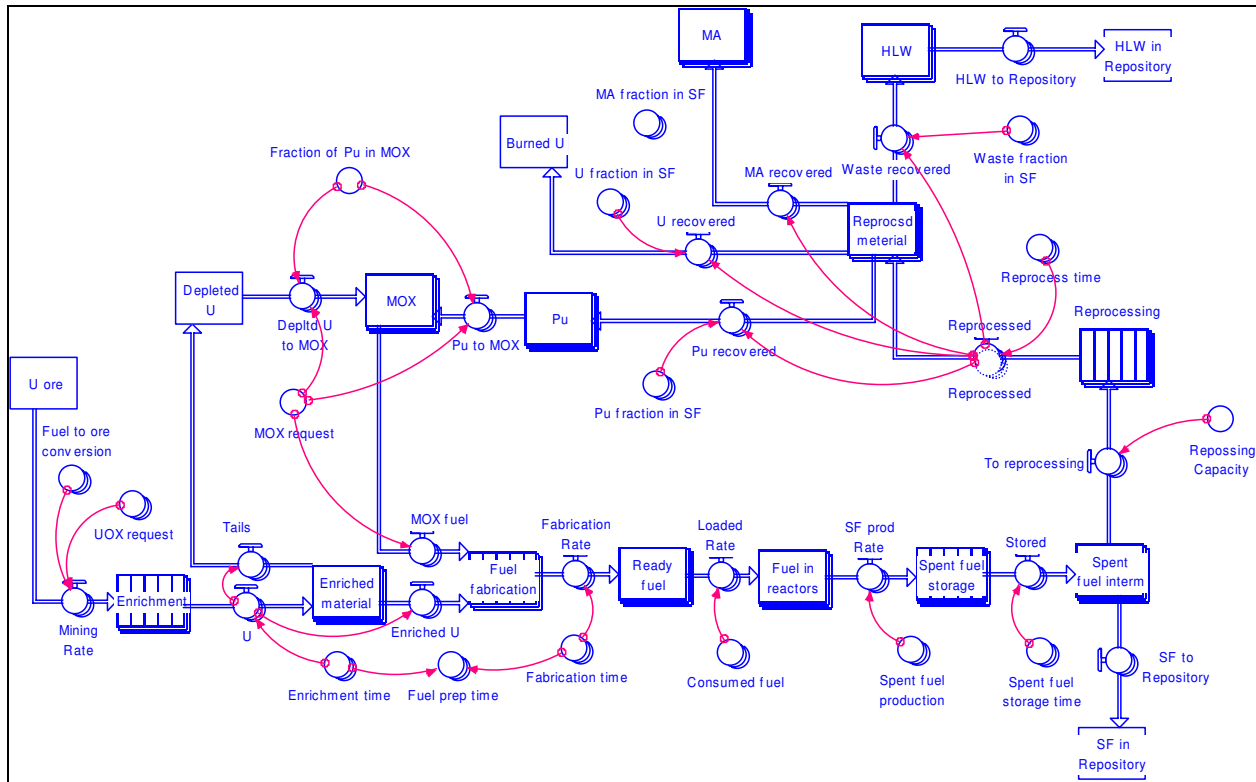 MA
HLW
HLW to Repository
HLW in
Repository
MA fraction in SF
Burned U
Fraction of Pu in MOX
U fraction in SF
MA recovered
Waste recovered
Waste fraction
in SF
U recovered
Reprocsd
meterial
Reprocess time
Depleted
U
Depltd U
to MOX
MOX
Pu to MOX
Pu
Pu recovered
Reprocessed
Reprocessing
Reprocessed
U ore
MOX request
Pu fraction in SF
Fuel to ore
conversion
UOX request
To reprocessing
Repossing
Capacity
Tails
MOX fuel
Fabrication
Rate
Loaded
Rate
SF prod
Rate
Stored
Mining
Rate
Enrichment
U
Enriched
material
Enriched U
Fuel
fabrication
Ready
fuel
Fuel in
reactors
Spent fuel
storage
Spent
fuel interm
Enrichment time
Fuel prep time
Fabrication time
Consumed fuel
Spent fuel
production
Spent fuel
storage time
SF to
Repository
SF in
Repository